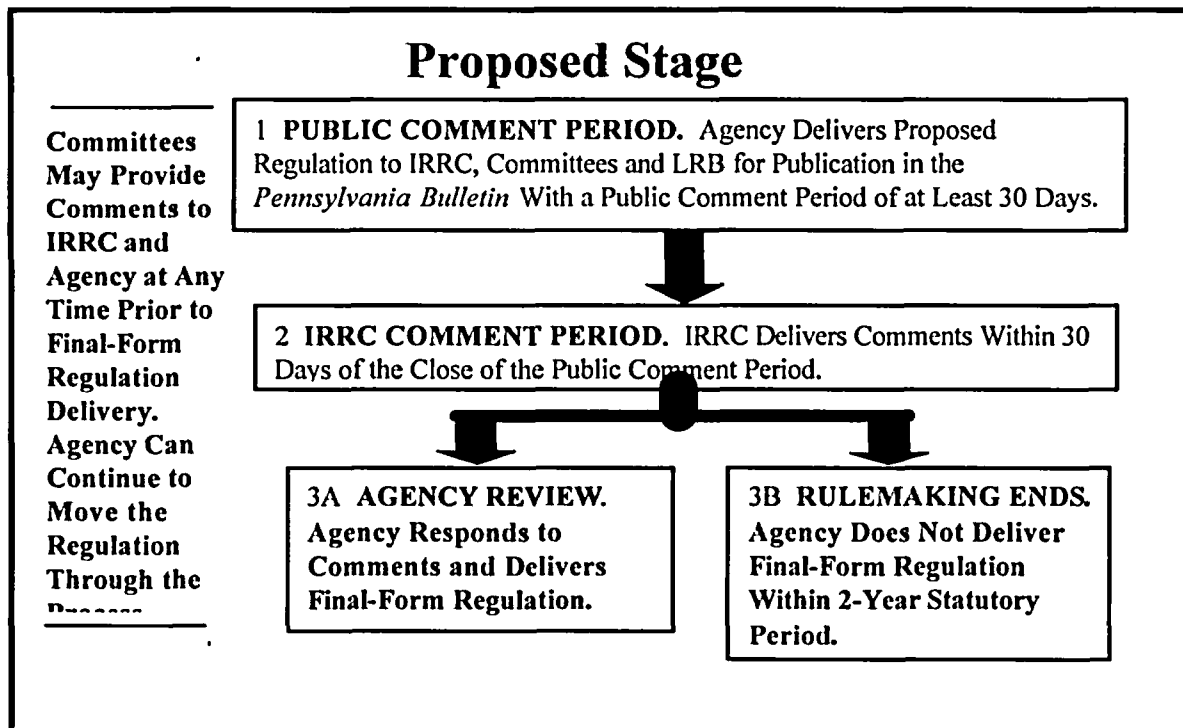 Proposed Stage
Committees
May Provide
Comments to
IRRC and
Agency at Any
Time Prior to
Final-Form
Regulation
Delivery.
Agency Can
Continue to
Move the
Regulation
Through the
1 PUBLIC COMMENT PERIOD. Agency Delivers Proposed
Regulation to IRRC, Committees and LRB for Publication in the
Pennsylvania Bulletin With a Public Comment Period of at Least 30 Days.
2 IRRC COMMENT PERIOD. IRRC Delivers Comments Within 30
Days of the Close of the Public Comment Period.
3A AGENCY REVIEW.
Agency Responds to
Comments and Delivers
Final-Form Regulation.
3B RULEMAKING ENDS.
Agency Does Not Deliver
Final-Form Regulation
Within 2-Year Statutory
Period.